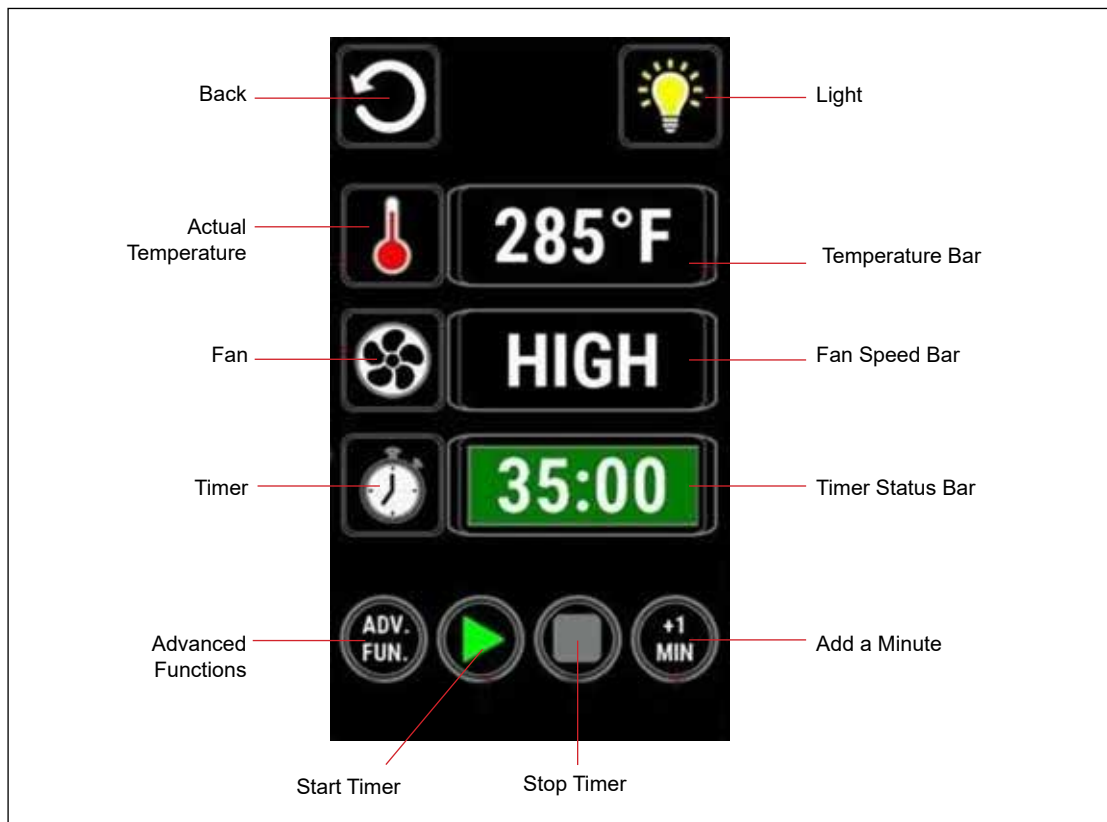 Back
Light
Actual
Temperature
285°F
Temperature Bar
Fan
HIGH
Fan Speed Bar
Timer
35:00
Timer Status Bar
ADV.
FUN.
+1
MIN
Advanced
Functions
Add a Minute
Start Timer
Stop Timer